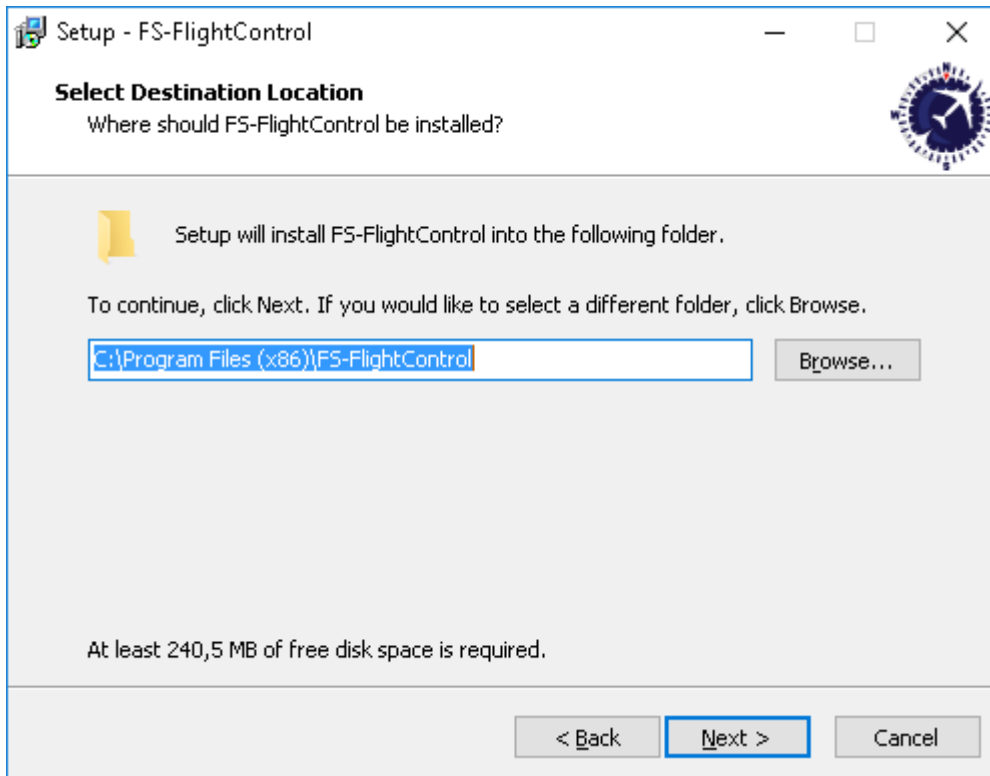 Setup - FS-FlightControl
Select Destination Location
Where should FS-FlightControl be installed?
Setup will install FS-FlightControl into the following folder.
To continue, click Next. If you would like to select a different folder, click Browse.
C:\Program Files (x86)\FS-FlightControl
Browse...
At least 240,5 MB of free disk space is required.
< Back
Next >
Cancel